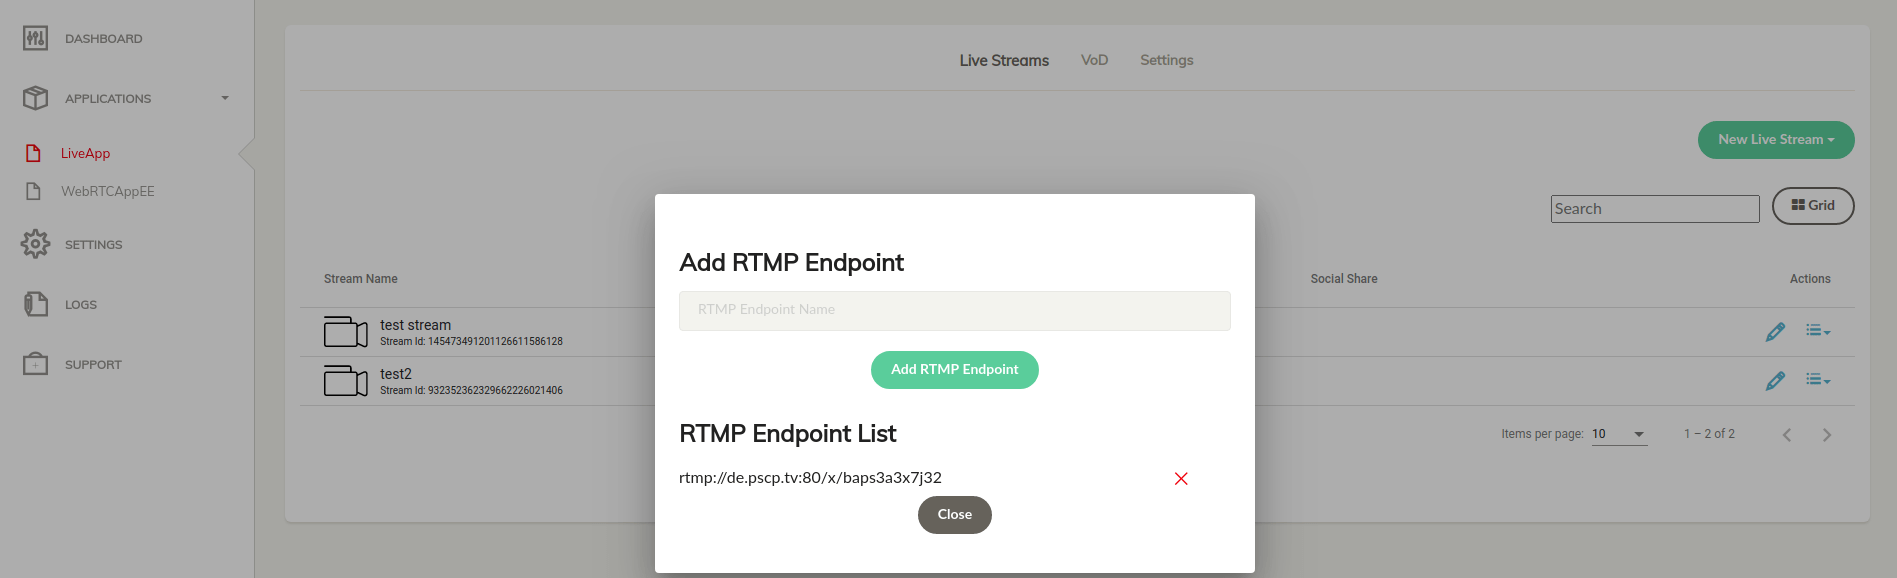 DASHBOARD
APPLICATIONS
LiveApp
WebRTCAppEE
SETTINGS
LOGS
SUPPORT
Live Streams VoD Settings
New Live Stream
Search
Grid
Stream Name Social Share Actions
test stream
Stream Id: 145473491201126611586128
test2
Stream Id: 932352362329662226021406
Items per page: 10 1 – 2 of 2
Add RTMP Endpoint
RTMP Endpoint Name
Add RTMP Endpoint
RTMP Endpoint List
rtmp://de.pscp.tv:80/x/baps3a3x7j32
Close